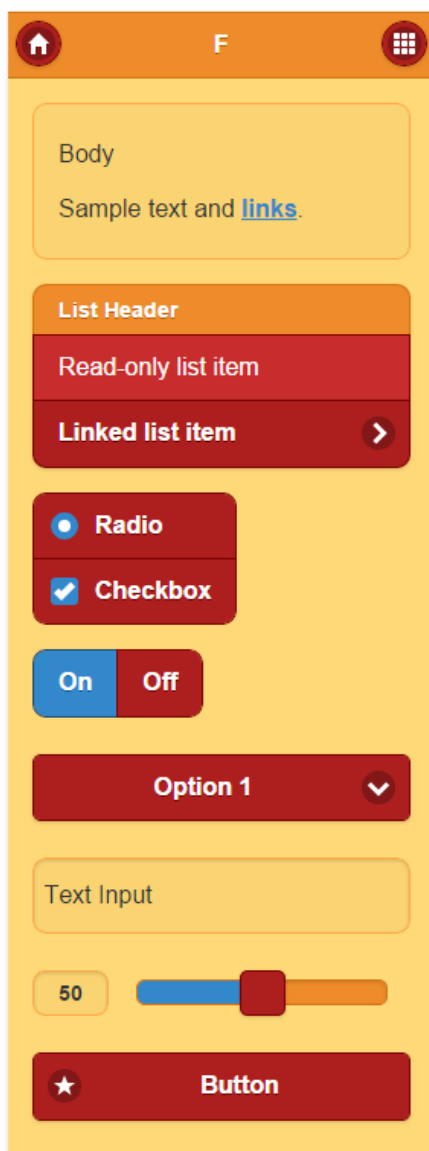 F
Body
Sample text and links.
List Header
Read-only list item
Linked list item
Radio
Checkbox
On Off
Option 1
Text Input
50
Button